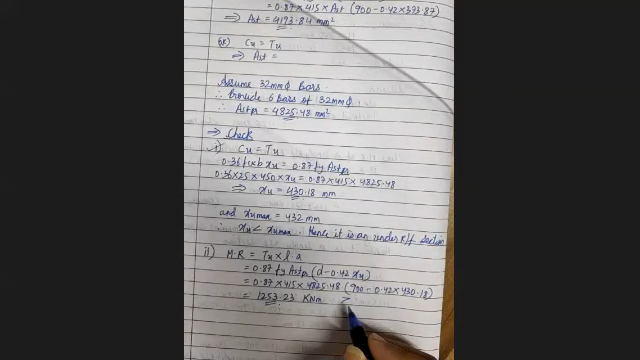 = 0.87 × 415 × Ast (900 - 0.42 × 373.87)
⇒ Ast = 4193.84 mm²
(OR) Cu = Tu
⇒ Ast =
Assume 32mmϕ Bars.
∴ Provide 6 Bars of 32mmϕ.
∴ Astpr = 4825.48 mm²
⇒ Check
i) Cu = Tu
0.36 fck b xu = 0.87 fy Astpr
0.36×25×450×xu = 0.87×415×4825.48
⇒ xu = 430.18 mm
and xumax = 432 mm
∴ xu < xumax. Hence it is an under R/f section
ii) M.R = Tu × l a
= 0.87 fy Astpr (d - 0.42 xu)
= 0.87×415×4825.48 (900 - 0.42×430.18)
= 1253.23 KNm >